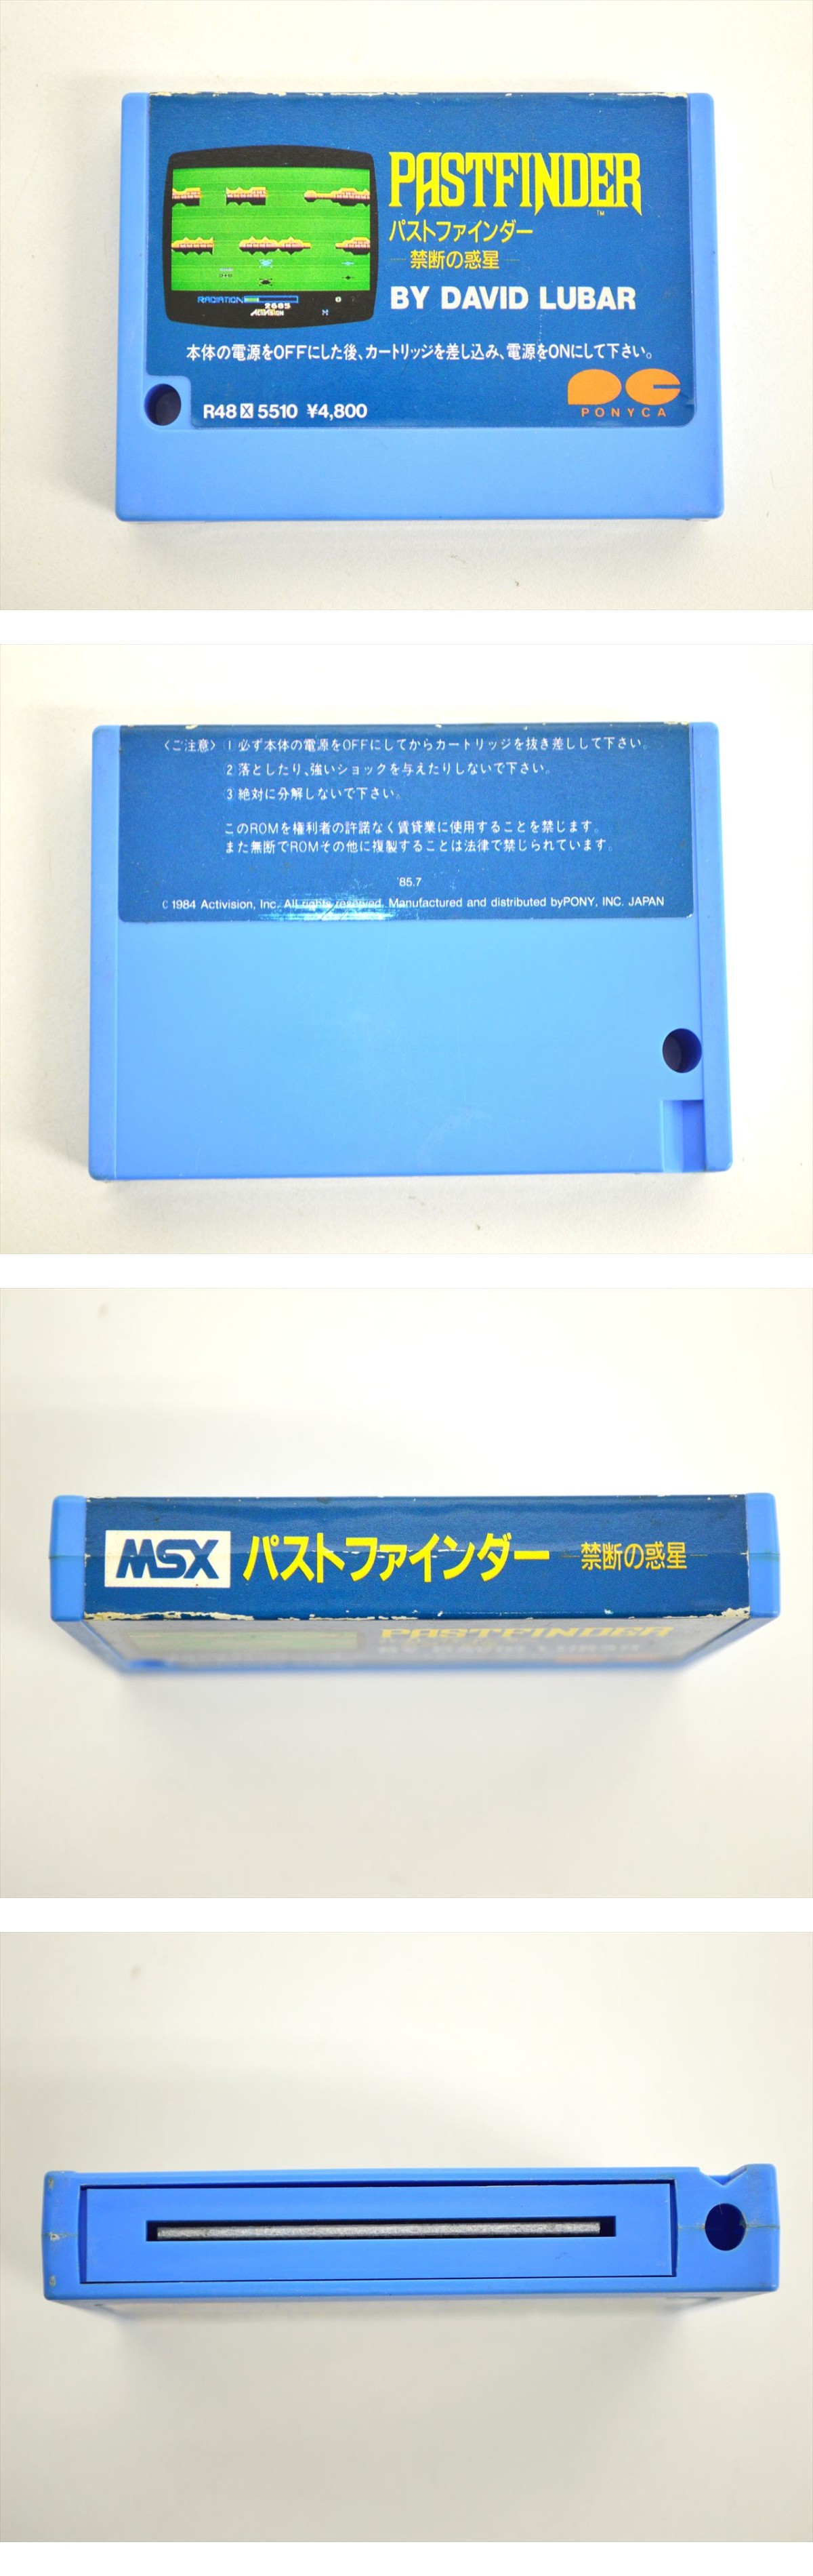 PASTFINDER™
パストファインダー
禁断の惑星
BY DAVID LUBAR
RADIATION 0
2685
ACTIVISION
本体の電源をOFFにした後、カートリッジを差し込み、電源をONにして下さい。
R48 X 5510 ¥4,800
PC
PONYCA
〈ご注意〉 1 必ず本体の電源をOFFにしてからカートリッジを抜き差しして下さい。
2 落としたり、強いショックを与えたりしないで下さい。
3 絶対に分解しないで下さい。
このROMを権利者の許諾なく賃貸業に使用することを禁じます。
また無断でROMその他に複製することは法律で禁じられています。
'85.7
© 1984 Activision, Inc. All rights reserved. Manufactured and distributed byPONY, INC. JAPAN
MSX パストファインダー ―禁断の惑星―
PASTFINDER
BY DAVID LUBAR